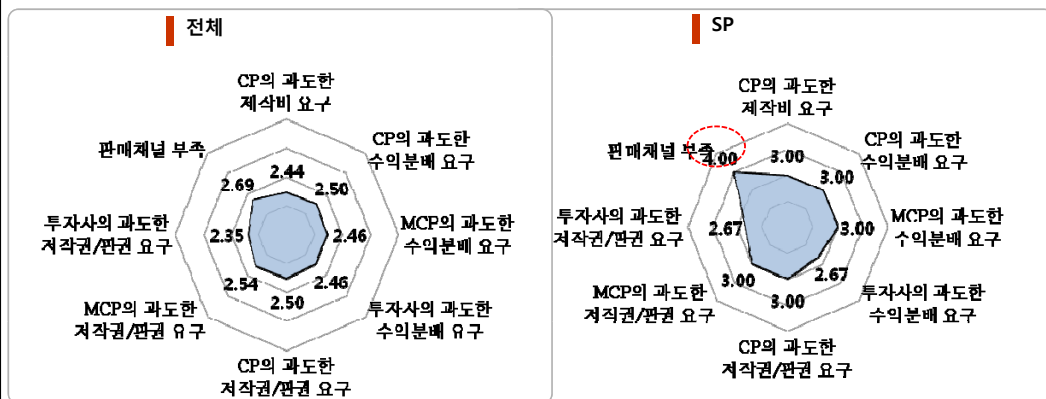 전체
CP의 과도한
제작비 요구
판매채널 부족
CP의 과도한
수익분배 요구
2.44
2.69
2.50
투자사의 과도한
저작권/판권 요구
2.35
2.46
MCP의 과도한
수익분배 요구
2.54
2.46
2.50
MCP의 과도한
저작권/판권 요구
투자사의 과도한
수익분배 요구
CP의 과도한
저작권/판권 요구
SP
CP의 과도한
제작비 요구
판매채널 부족
4.00
CP의 과도한
수익분배 요구
3.00
3.00
투자사의 과도한
저작권/판권 요구
2.67
3.00
MCP의 과도한
수익분배 요구
3.00
2.67
3.00
MCP의 과도한
저작권/판권 요구
투자사의 과도한
수익분배 요구
CP의 과도한
저작권/판권 요구